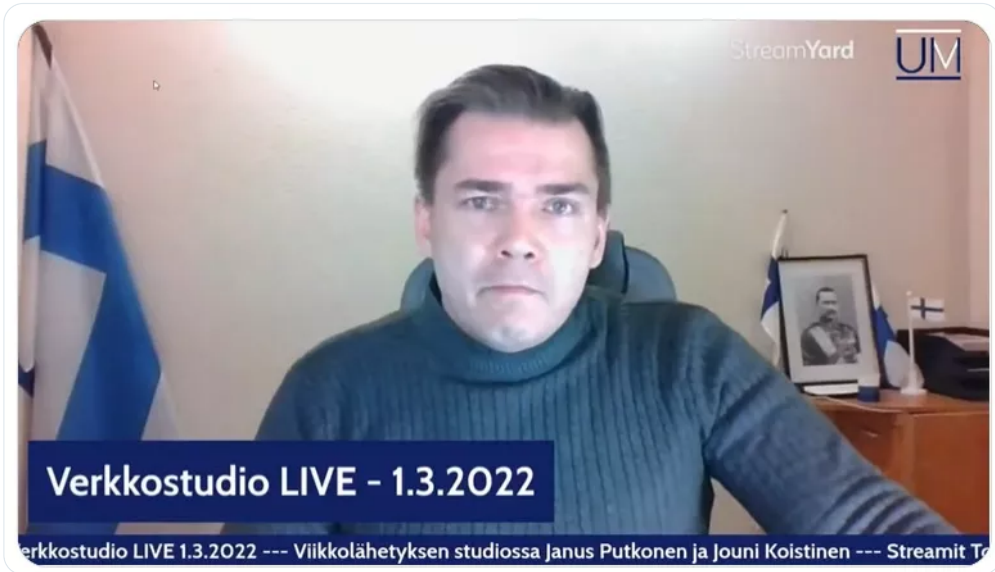 StreamYard
UM
Verkkostudio LIVE - 1.3.2022
erkkostudio LIVE 1.3.2022 --- Viikkolähetyksen studiossa Janus Putkonen ja Jouni Koistinen --- Streamit To